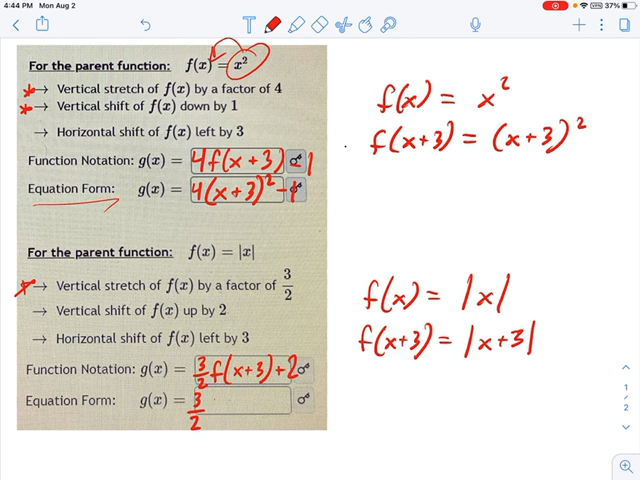 4:44 PM Mon Aug 2
VPN 37%
For the parent function: f(x) = x²
→ Vertical stretch of f(x) by a factor of 4
→ Vertical shift of f(x) down by 1
→ Horizontal shift of f(x) left by 3
Function Notation: g(x) = 4f(x+3) -1
Equation Form: g(x) = 4(x+3)² -1
For the parent function: f(x) = |x|
→ Vertical stretch of f(x) by a factor of 3/2
→ Vertical shift of f(x) up by 2
→ Horizontal shift of f(x) left by 3
Function Notation: g(x) = 3/2 f(x+3)+2
Equation Form: g(x) = 3/2
f(x) = x²
f(x+3) = (x+3)²
f(x) = |x|
f(x+3) = |x+3|
1
2